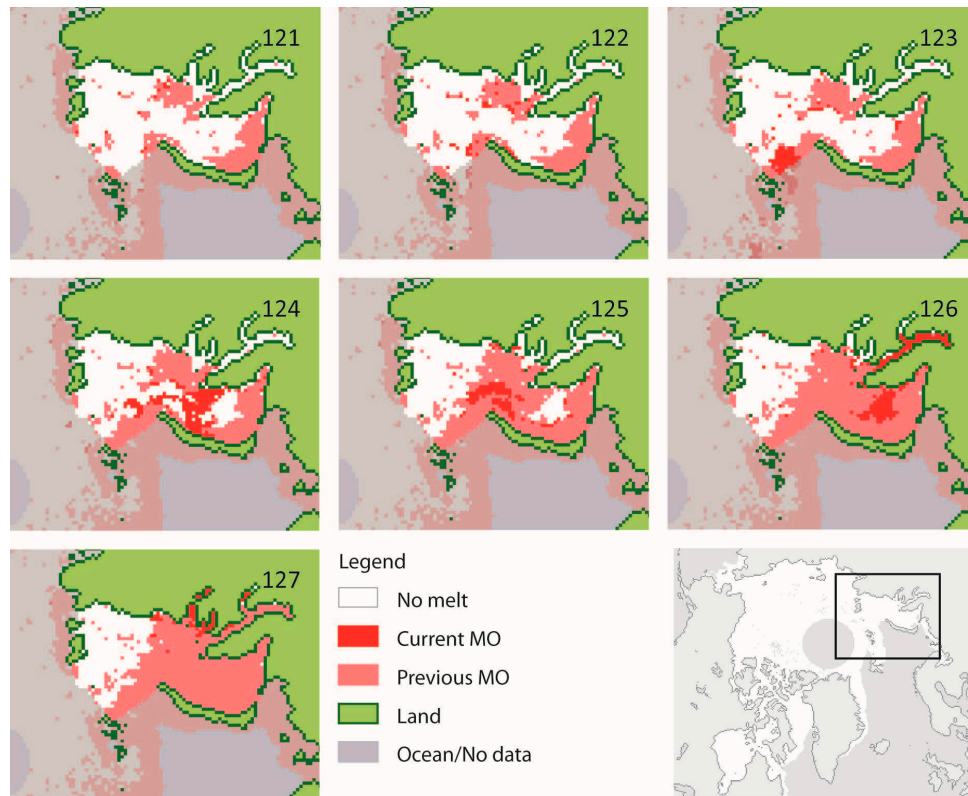 121
122
123
124
125
126
127
Legend
No melt
Current MO
Previous MO
Land
Ocean/No data